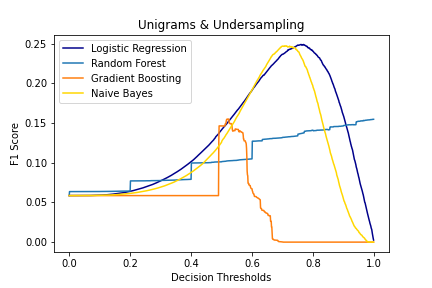 Unigrams & Undersampling
Logistic Regression
Random Forest
Gradient Boosting
Naive Bayes
F1 Score
0.25
0.20
0.15
0.10
0.05
0.00
0.0 0.2 0.4 0.6 0.8 1.0
Decision Thresholds